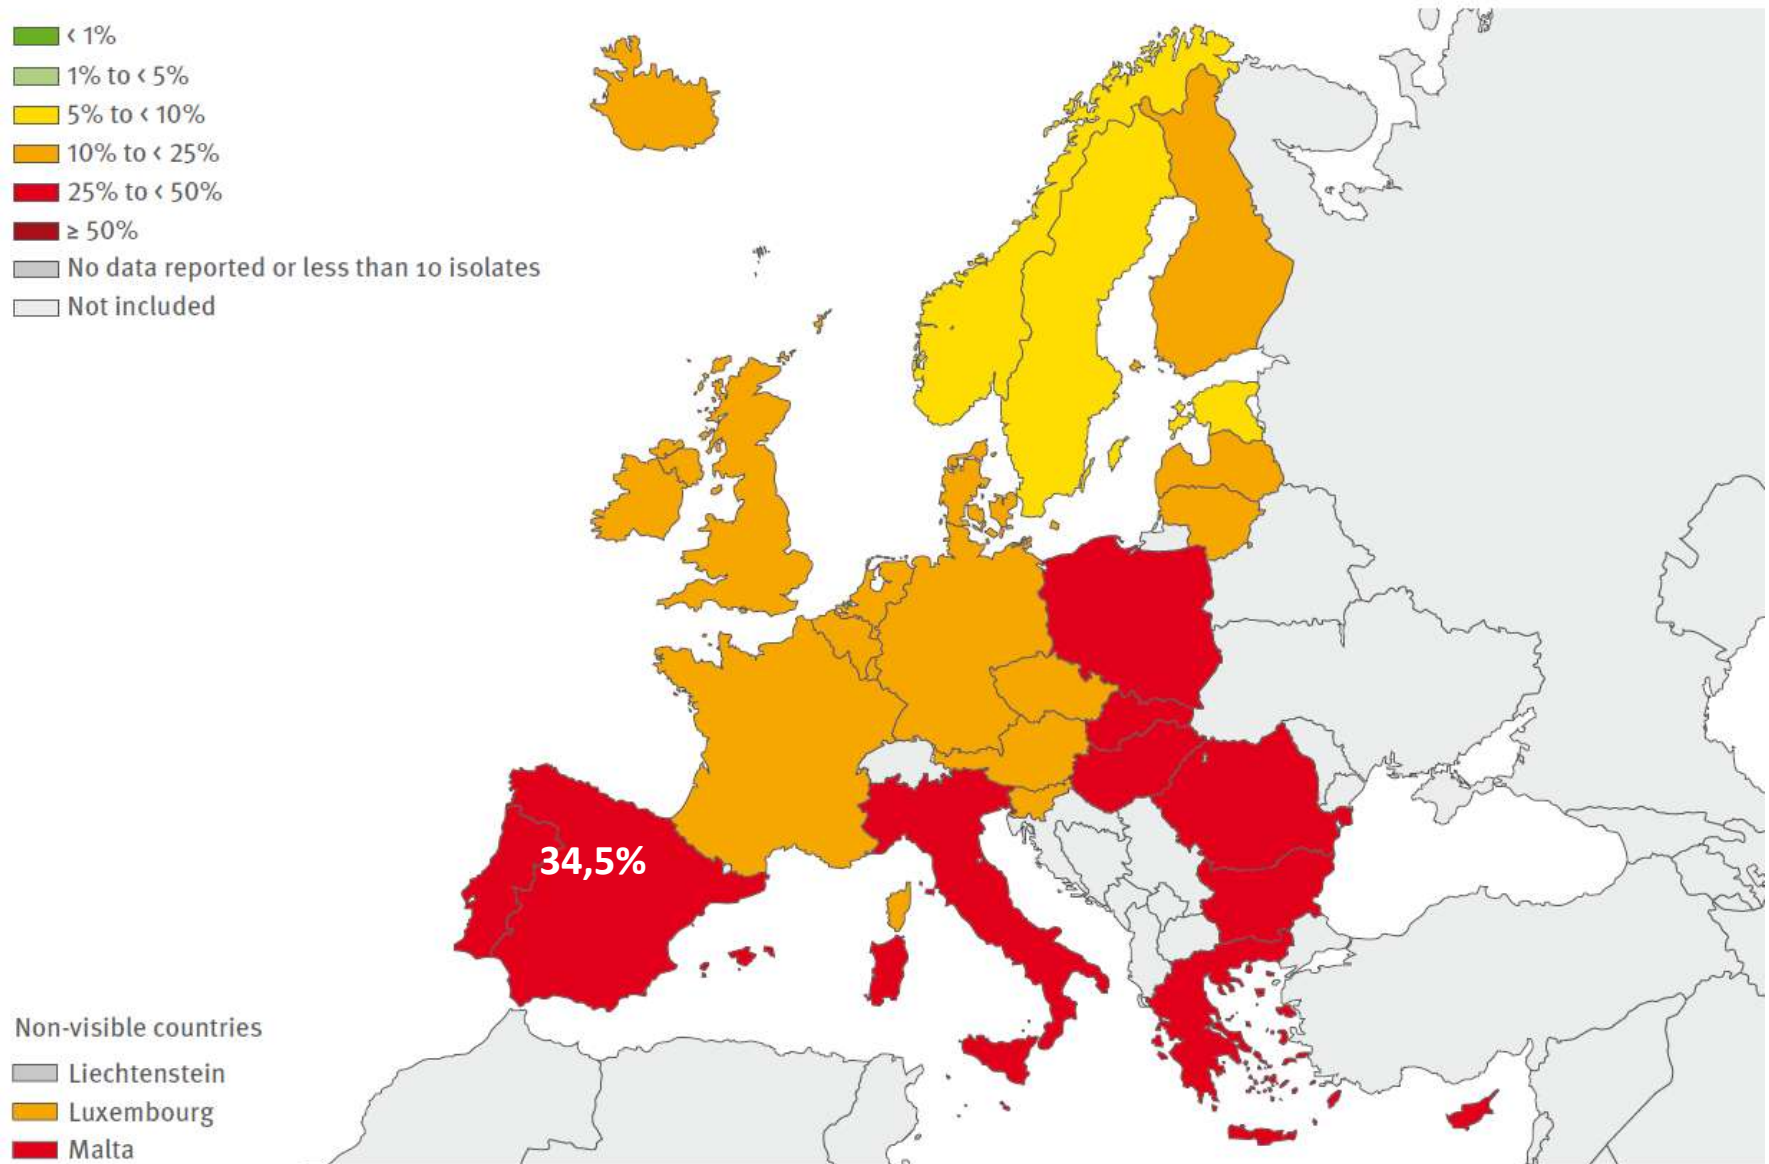 < 1%
1% to < 5%
5% to < 10%
10% to < 25%
25% to < 50%
≥ 50%
No data reported or less than 10 isolates
Not included
34,5%
Non-visible countries
Liechtenstein
Luxembourg
Malta